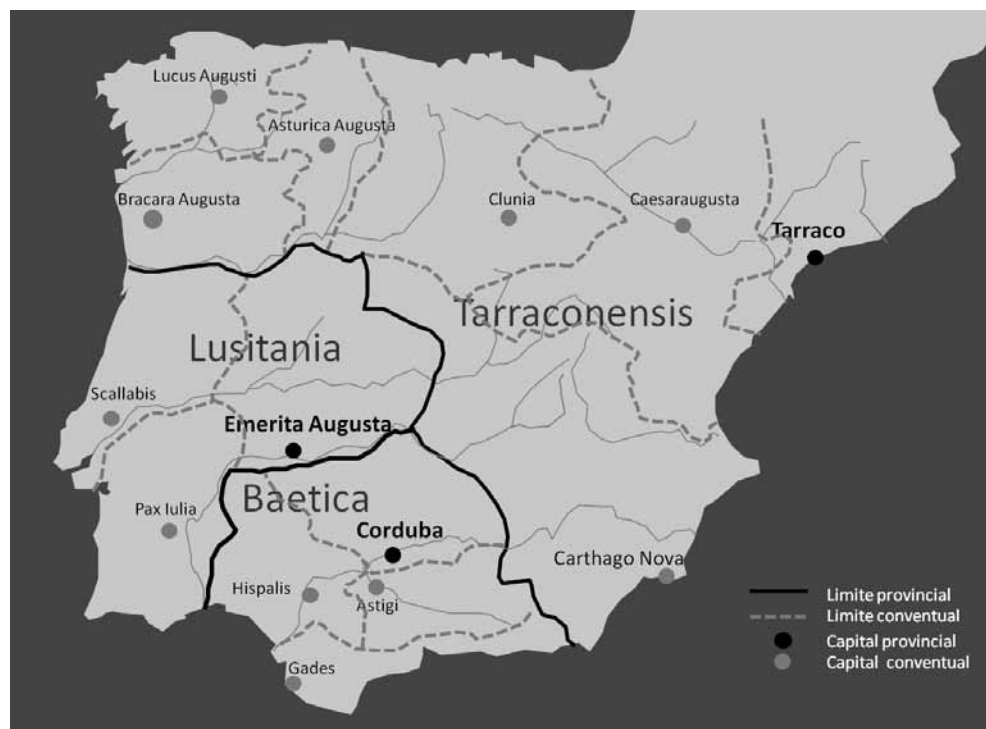 Lucus Augusti
Asturica Augusta
Bracara Augusta
Clunia
Caesaraugusta
Tarraco
Tarraconensis
Lusitania
Scallabis
Emerita Augusta
Baetica
Pax Iulia
Corduba
Carthago Nova
Hispalis
Astigi
Gades
Limite provincial
Limite conventual
Capital provincial
Capital conventual